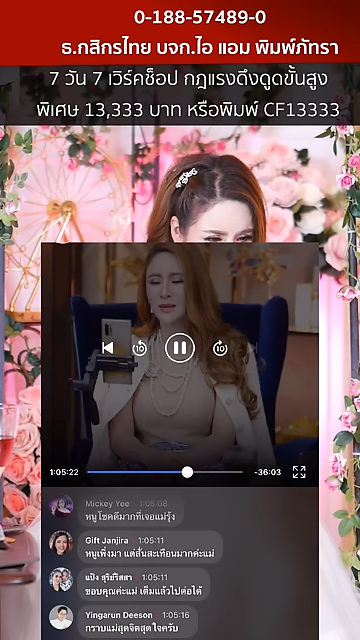 0-188-57489-0
ธ.กสิกรไทย บจก.ไอ แอม พิมพ์ภัทรา
7 วัน 7 เวิร์คช็อป กฎแรงดึงดูดขั้นสูง
พิเศษ 13,333 บาท หรือพิมพ์ CF13333
10 10
1:05:22 -36:03
Mickey Yee 1:05:08
หนูโชคดีมากที่เจอแม่รุ้ง
Gift Janjira 1:05:11
หนูเพิ่งมา แต่สั่นสะเทือนมากค่ะแม่
แป้ง สุริย์ริสสา 1:05:11
ขอบคุณค่ะแม่ เติมแล้วไปต่อได้
Yingarun Deeson 1:05:16
กราบแม่สุดจิตสุดใจครับ